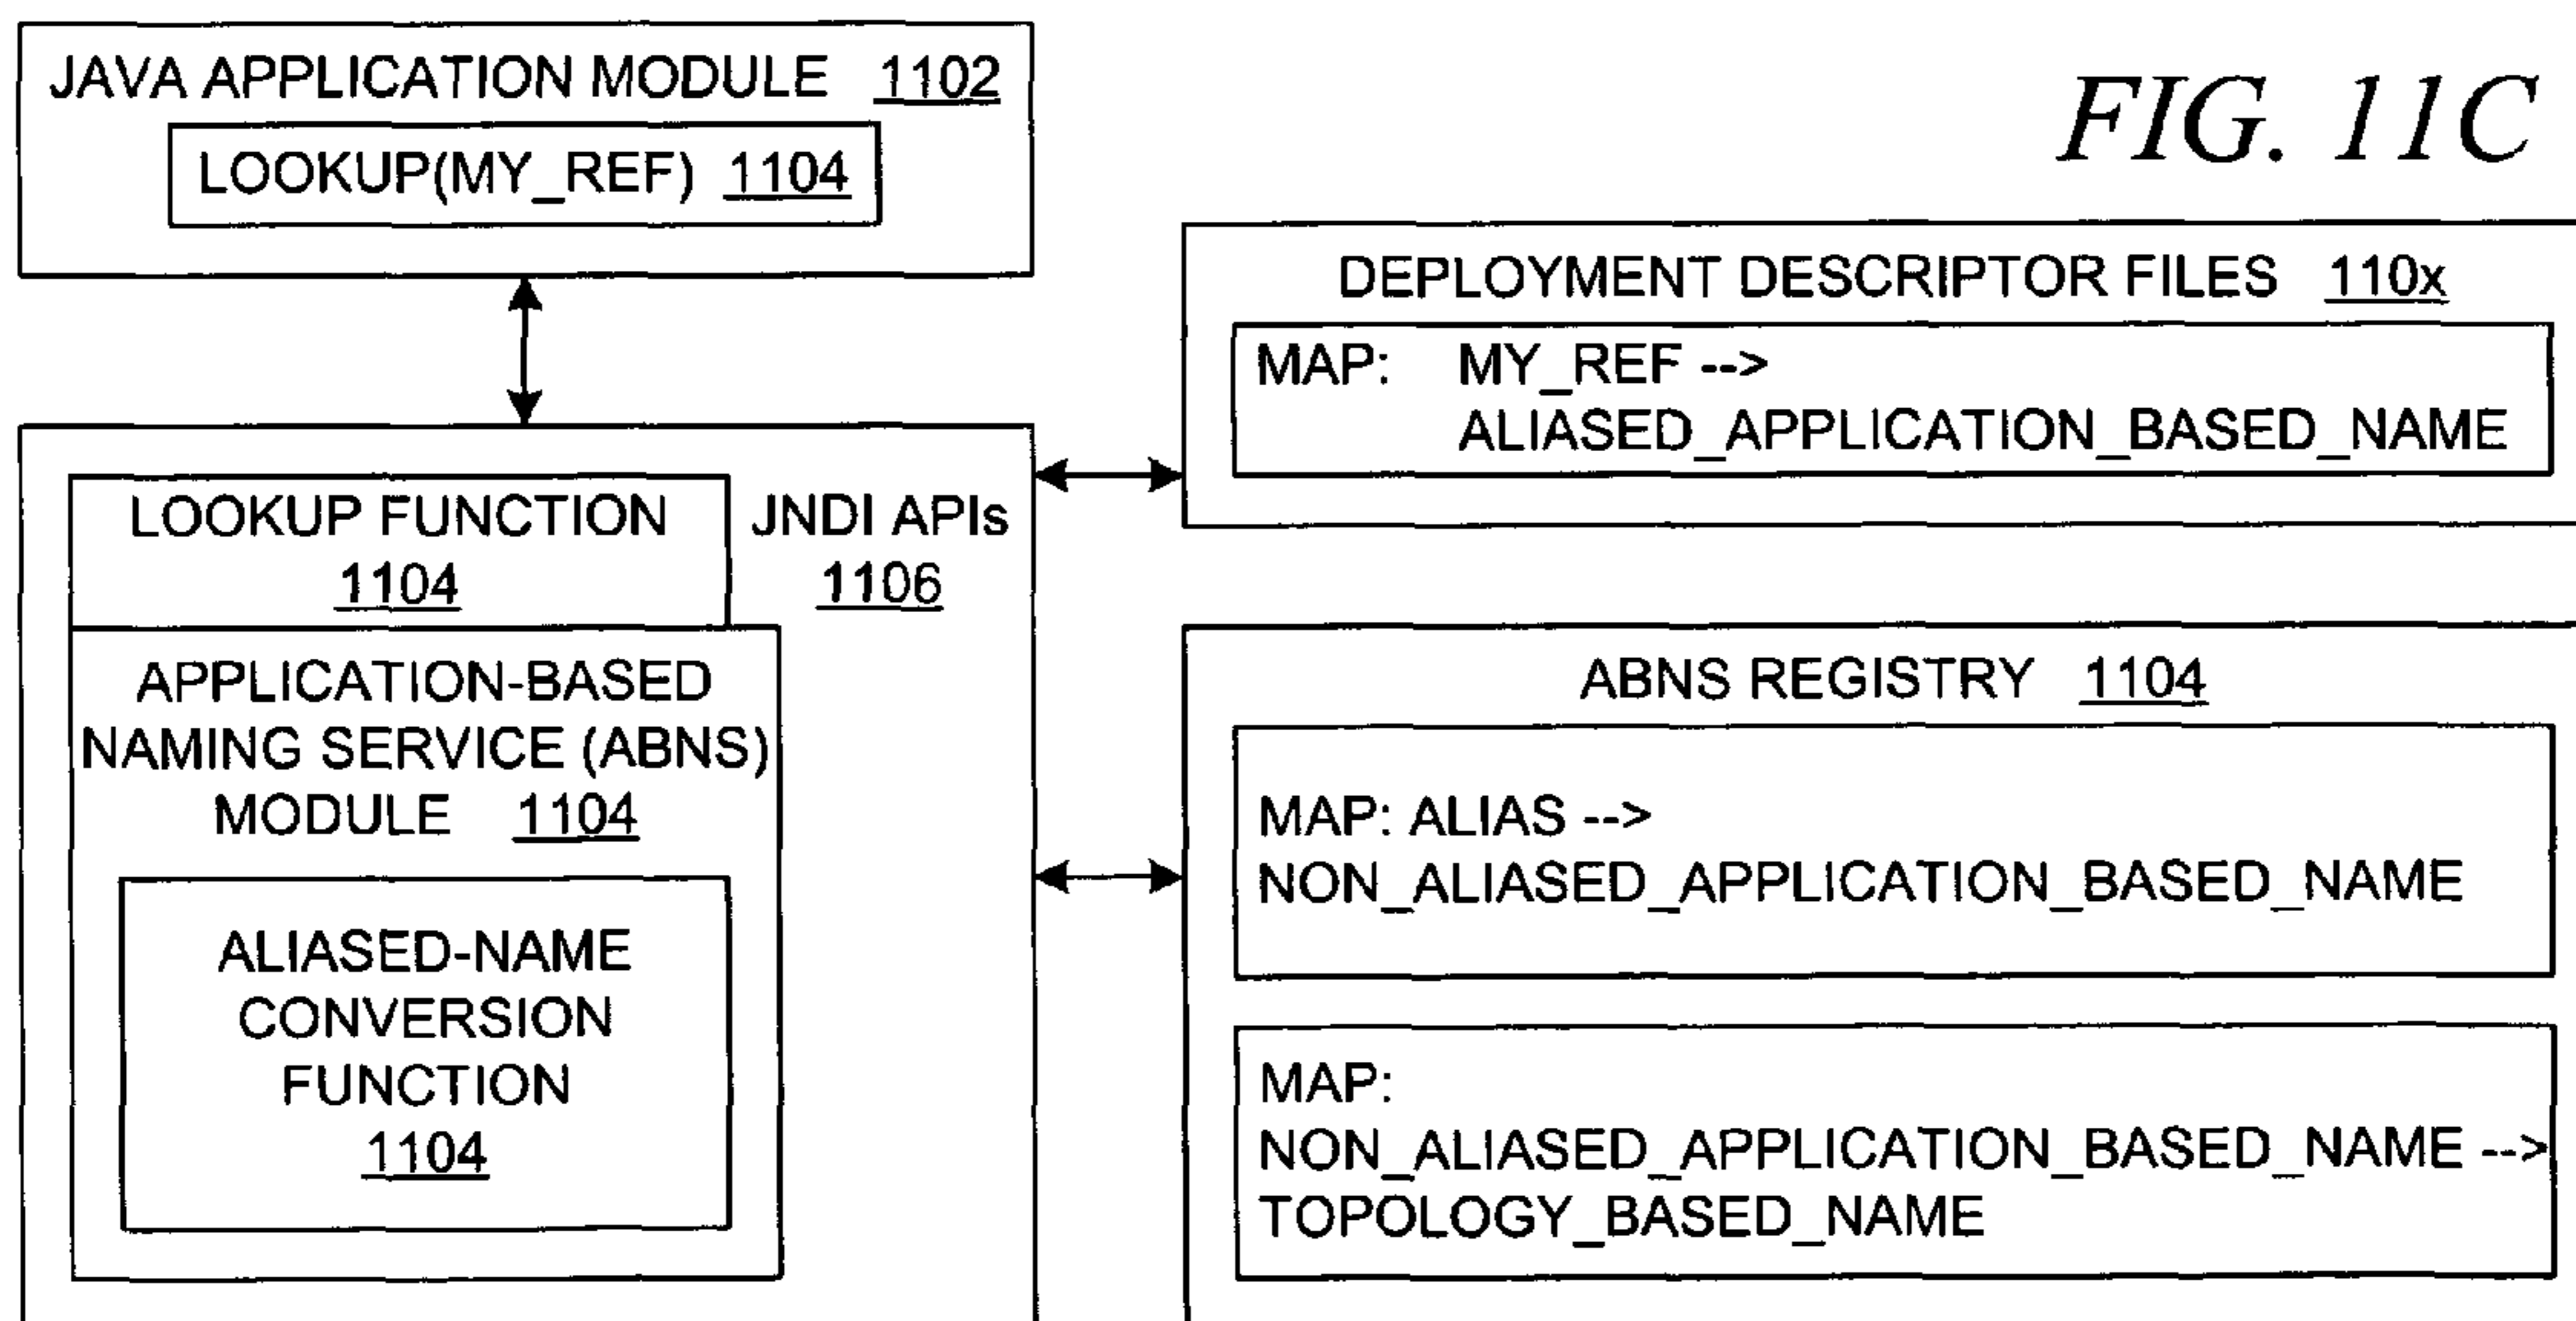 JAVA APPLICATION MODULE 1102
LOOKUP(MY_REF) 1104
FIG. 11C
DEPLOYMENT DESCRIPTOR FILES 110x
MAP: MY_REF -->
ALIASED_APPLICATION_BASED_NAME
LOOKUP FUNCTION
1104
JNDI APIs
1106
APPLICATION-BASED
NAMING SERVICE (ABNS)
MODULE 1104
ALIASED-NAME
CONVERSION
FUNCTION
1104
ABNS REGISTRY 1104
MAP: ALIAS -->
NON_ALIASED_APPLICATION_BASED_NAME
MAP:
NON_ALIASED_APPLICATION_BASED_NAME -->
TOPOLOGY_BASED_NAME